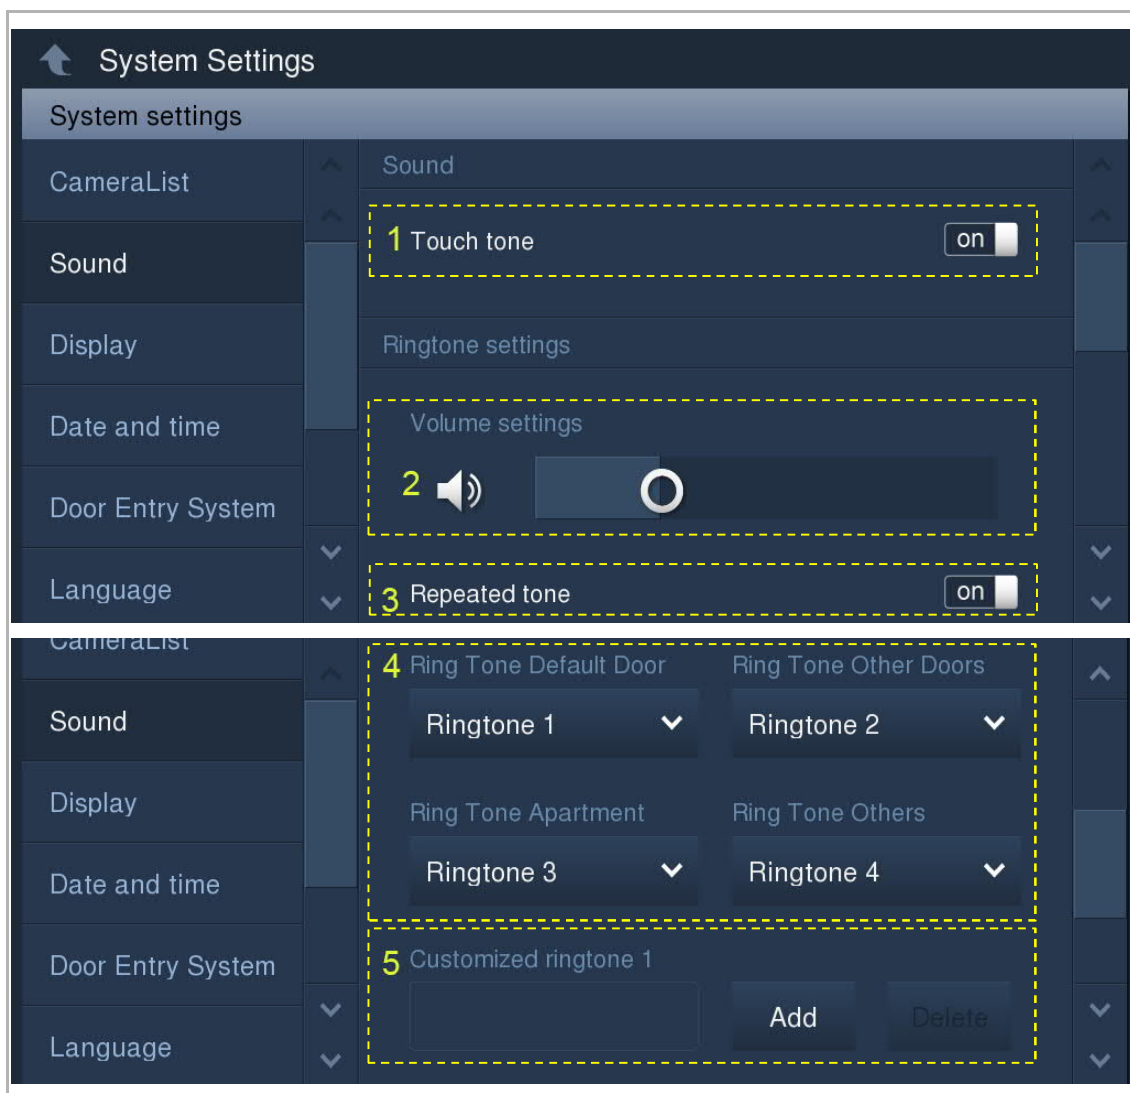 System Settings
System settings
CameraList
Sound
Display
Date and time
Door Entry System
Language
Sound
1 Touch tone on
Ringtone settings
Volume settings
2
3 Repeated tone on
CameraList
Sound
Display
Date and time
Door Entry System
Language
4 Ring Tone Default Door Ring Tone Other Doors
Ringtone 1 Ringtone 2
Ring Tone Apartment Ring Tone Others
Ringtone 3 Ringtone 4
5 Customized ringtone 1
Add Delete